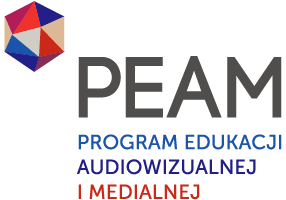 PEAM
PROGRAM EDUKACJI
AUDIOWIZUALNEJ
I MEDIALNEJ